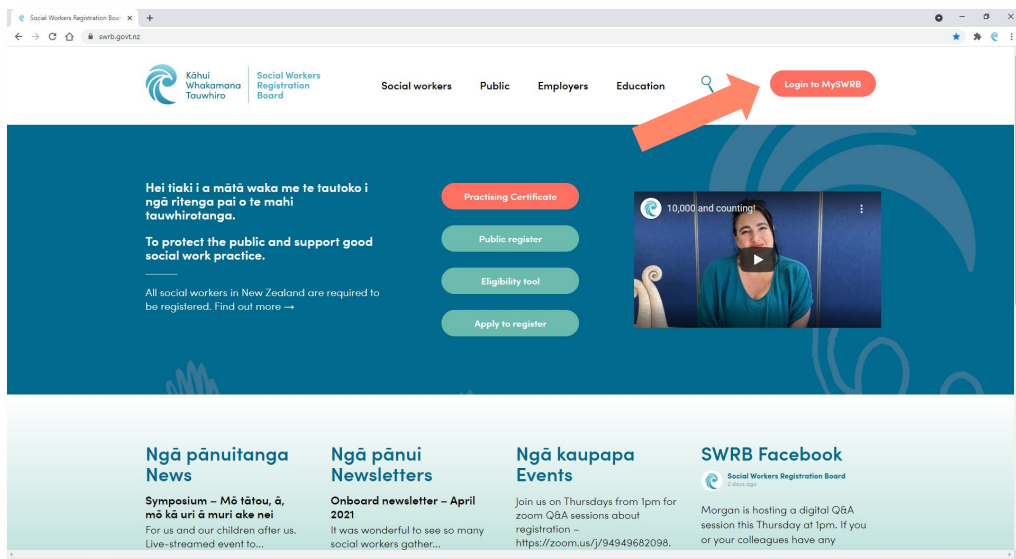 Social Workers Registration Boar
swrb.govt.nz
Kāhui
Whakamana
Tauwhiro
Social Workers
Registration
Board
Social workers Public Employers Education
Login to MySWRB
Hei tiaki i a mātā waka me te tautoko i
ngā ritenga pai o te mahi
tauwhirotanga.
To protect the public and support good
social work practice.
All social workers in New Zealand are required to
be registered. Find out more →
Practising Certificate
Public register
Eligibility tool
Apply to register
10,000 and counting!
Ngā pānuitanga
News
Symposium – Mō tātou, ā,
mō kā uri ā muri ake nei
For us and our children after us.
Live-streamed event to...
Ngā pānui
Newsletters
Onboard newsletter – April
2021
It was wonderful to see so many
social workers gather...
Ngā kaupapa
Events
Join us on Thursdays from 1pm for
zoom Q&A sessions about
registration –
https://zoom.us/j/94949682098.
SWRB Facebook
Social Workers Registration Board
2 days ago
Morgan is hosting a digital Q&A
session this Thursday at 1pm. If you
or your colleagues have any